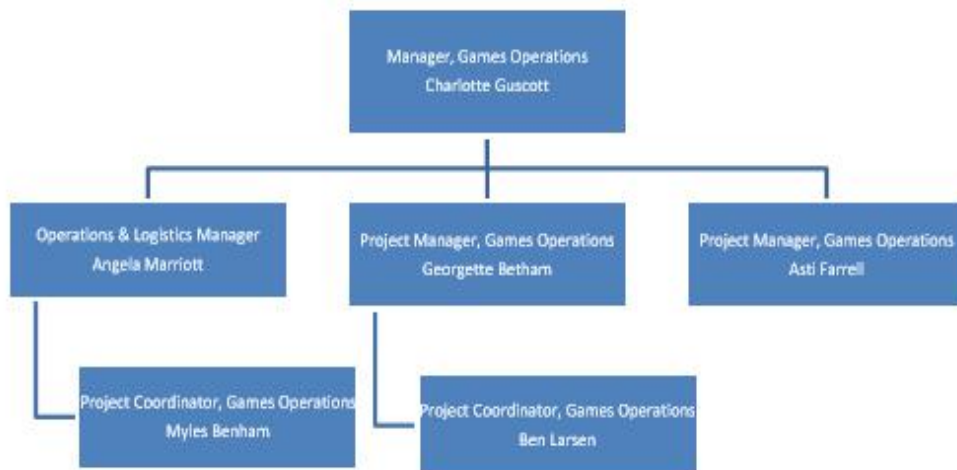 Manager, Games Operations
Charlotte Guscott
Operations & Logistics Manager
Angela Marriott
Project Manager, Games Operations
Georgette Betham
Project Manager, Games Operations
Asti Farrell
Project Coordinator, Games Operations
Myles Benham
Project Coordinator, Games Operations
Ben Larsen